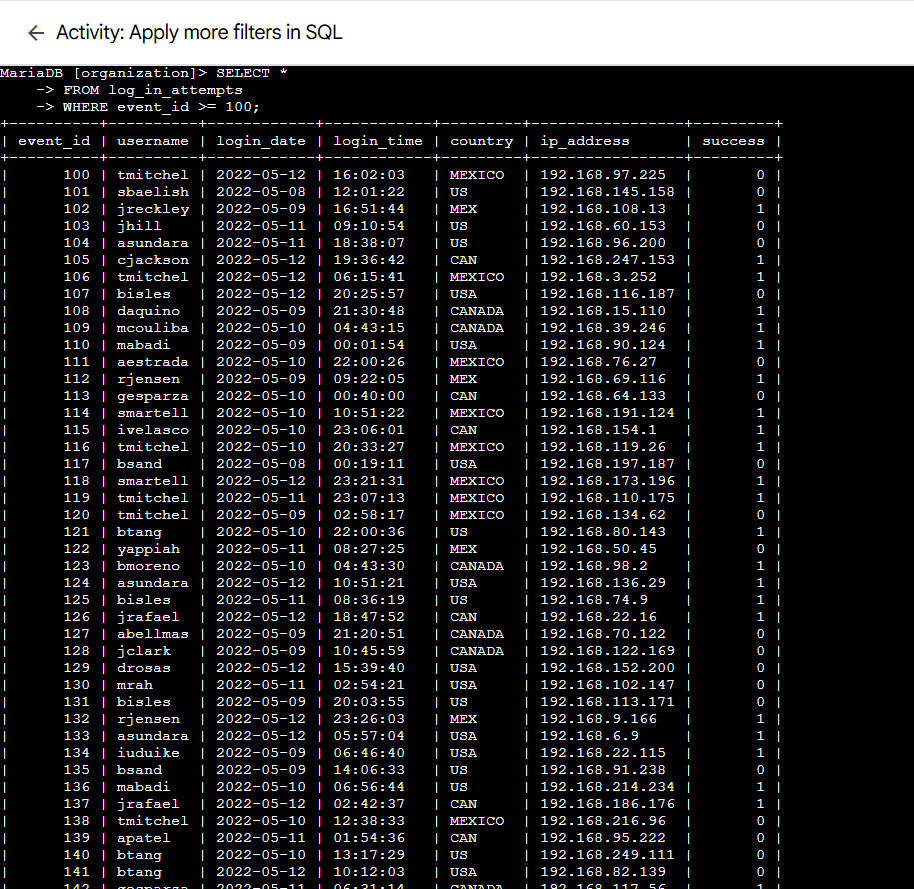 ← Activity: Apply more filters in SQL
MariaDB [organization]> SELECT *
    -> FROM log_in_attempts
    -> WHERE event_id >= 100;
+----------+----------+------------+------------+---------+-----------------+---------+
| event_id | username | login_date | login_time | country | ip_address      | success |
+----------+----------+------------+------------+---------+-----------------+---------+
|      100 | tmitchel | 2022-05-12 | 16:02:03   | MEXICO  | 192.168.97.225  |       0 |
|      101 | sbaelish | 2022-05-08 | 12:01:22   | US      | 192.168.145.158 |       0 |
|      102 | jreckley | 2022-05-09 | 16:51:44   | MEX     | 192.168.108.13  |       1 |
|      103 | jhill    | 2022-05-11 | 09:10:54   | US      | 192.168.60.153  |       0 |
|      104 | asundara | 2022-05-11 | 18:38:07   | US      | 192.168.96.200  |       0 |
|      105 | cjackson | 2022-05-12 | 19:36:42   | CAN     | 192.168.247.153 |       1 |
|      106 | tmitchel | 2022-05-12 | 06:15:41   | MEXICO  | 192.168.3.252   |       1 |
|      107 | bisles   | 2022-05-12 | 20:25:57   | USA     | 192.168.116.187 |       0 |
|      108 | daquino  | 2022-05-09 | 21:30:48   | CANADA  | 192.168.15.110  |       1 |
|      109 | mcouliba | 2022-05-10 | 04:43:15   | CANADA  | 192.168.39.246  |       1 |
|      110 | mabadi   | 2022-05-09 | 00:01:54   | USA     | 192.168.90.124  |       1 |
|      111 | aestrada | 2022-05-10 | 22:00:26   | MEXICO  | 192.168.76.27   |       0 |
|      112 | rjensen  | 2022-05-09 | 09:22:05   | MEX     | 192.168.69.116  |       1 |
|      113 | gesparza | 2022-05-10 | 00:40:00   | CAN     | 192.168.64.133  |       0 |
|      114 | smartell | 2022-05-10 | 10:51:22   | MEXICO  | 192.168.191.124 |       1 |
|      115 | ivelasco | 2022-05-10 | 23:06:01   | CAN     | 192.168.154.1   |       1 |
|      116 | tmitchel | 2022-05-10 | 20:33:27   | MEXICO  | 192.168.119.26  |       1 |
|      117 | bsand    | 2022-05-08 | 00:19:11   | USA     | 192.168.197.187 |       0 |
|      118 | smartell | 2022-05-12 | 23:21:31   | MEXICO  | 192.168.173.196 |       1 |
|      119 | tmitchel | 2022-05-11 | 23:07:13   | MEXICO  | 192.168.110.175 |       1 |
|      120 | tmitchel | 2022-05-09 | 02:58:17   | MEXICO  | 192.168.134.62  |       0 |
|      121 | btang    | 2022-05-10 | 22:00:36   | US      | 192.168.80.143  |       1 |
|      122 | yappiah  | 2022-05-11 | 08:27:25   | MEX     | 192.168.50.45   |       0 |
|      123 | bmoreno  | 2022-05-10 | 04:43:30   | CANADA  | 192.168.98.2    |       1 |
|      124 | asundara | 2022-05-12 | 10:51:21   | USA     | 192.168.136.29  |       1 |
|      125 | bisles   | 2022-05-11 | 08:36:19   | US      | 192.168.74.9    |       1 |
|      126 | jrafael  | 2022-05-12 | 18:47:52   | CAN     | 192.168.22.16   |       1 |
|      127 | abellmas | 2022-05-09 | 21:20:51   | CANADA  | 192.168.70.122  |       0 |
|      128 | jclark   | 2022-05-09 | 10:45:59   | CANADA  | 192.168.122.169 |       0 |
|      129 | drosas   | 2022-05-12 | 15:39:40   | USA     | 192.168.152.200 |       0 |
|      130 | mrah     | 2022-05-11 | 02:54:21   | USA     | 192.168.102.147 |       0 |
|      131 | bisles   | 2022-05-09 | 20:03:55   | US      | 192.168.113.171 |       0 |
|      132 | rjensen  | 2022-05-12 | 23:26:03   | MEX     | 192.168.9.166   |       1 |
|      133 | asundara | 2022-05-12 | 05:57:04   | USA     | 192.168.6.9     |       1 |
|      134 | iuduike  | 2022-05-09 | 06:46:40   | USA     | 192.168.22.115  |       1 |
|      135 | bsand    | 2022-05-09 | 14:06:33   | US      | 192.168.91.238  |       0 |
|      136 | mabadi   | 2022-05-10 | 06:56:44   | US      | 192.168.214.234 |       1 |
|      137 | jrafael  | 2022-05-12 | 02:42:37   | CAN     | 192.168.186.176 |       1 |
|      138 | tmitchel | 2022-05-10 | 12:38:33   | MEXICO  | 192.168.216.96  |       0 |
|      139 | apatel   | 2022-05-11 | 01:54:36   | CAN     | 192.168.95.222  |       0 |
|      140 | btang    | 2022-05-10 | 13:17:29   | US      | 192.168.249.111 |       0 |
|      141 | btang    | 2022-05-12 | 10:12:03   | USA     | 192.168.82.139  |       0 |